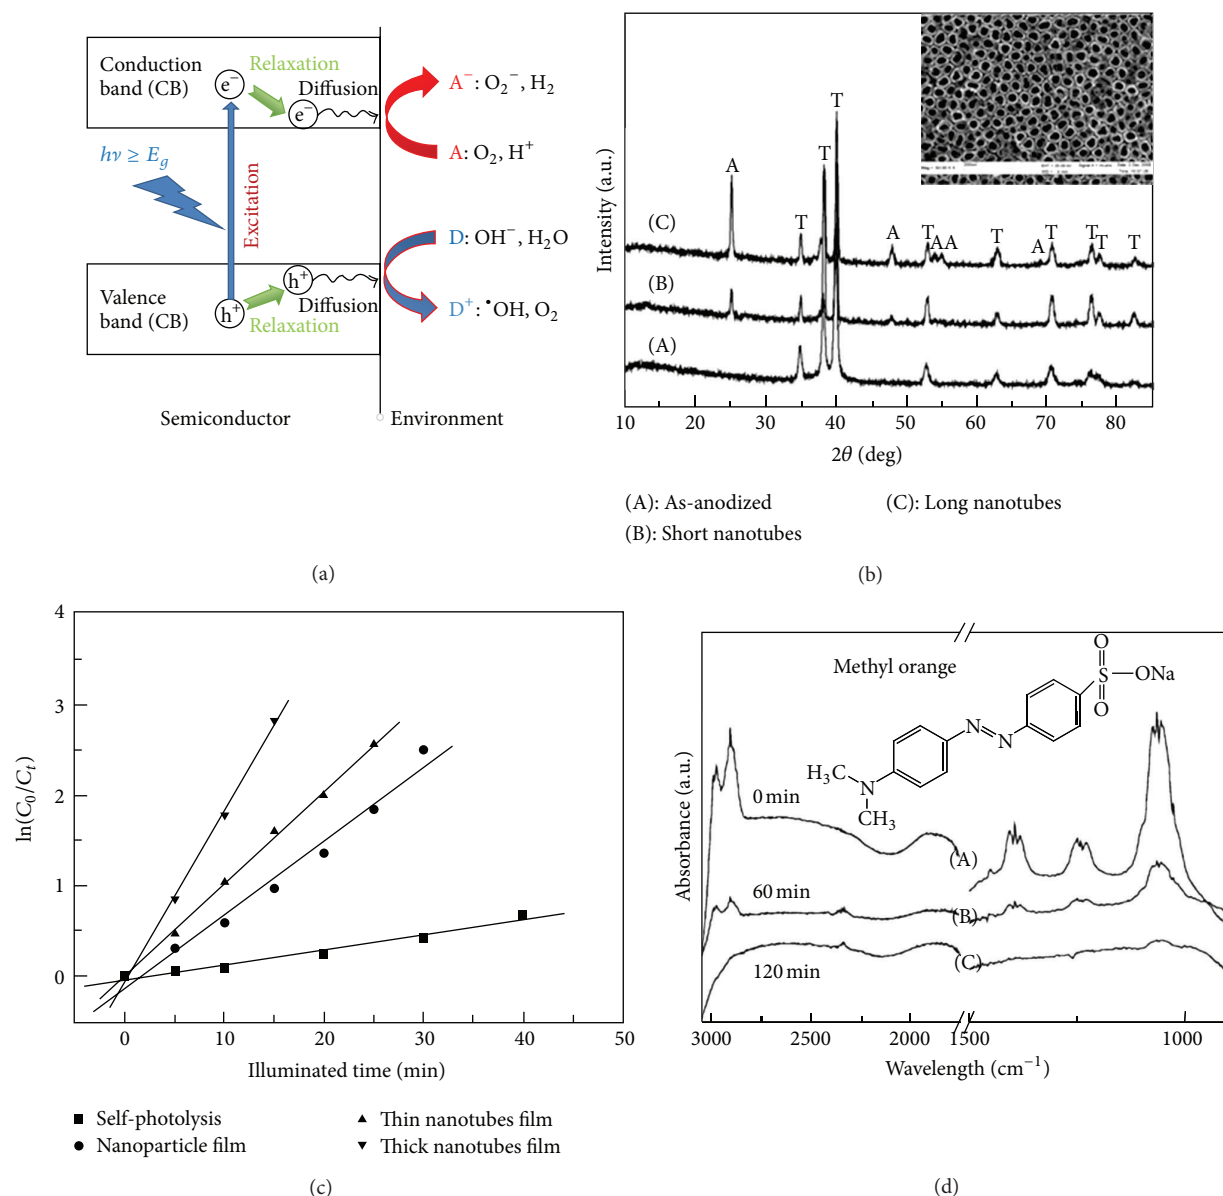 Conduction
band (CB)
e⁻
Relaxation
Diffusion
e⁻
A⁻: O₂⁻, H₂
A: O₂, H⁺
hν ≥ E_g
Excitation
D: OH⁻, H₂O
D⁺: •OH, O₂
Valence
band (CB)
h⁺
h⁺
Diffusion
Relaxation
Semiconductor
Environment
(a)
Intensity (a.u.)
(C)
(B)
(A)
A
T
T
T
A
T
A A
T
A
T
T
T
T
10 20 30 40 50 60 70 80
2θ (deg)
(A): As-anodized
(B): Short nanotubes
(C): Long nanotubes
(b)
ln(C₀/C_t)
4
3
2
1
0
0 10 20 30 40 50
Illuminated time (min)
Self-photolysis
Nanoparticle film
Thin nanotubes film
Thick nanotubes film
(c)
Methyl orange
O
S
ONa
O
N
N
H₃C
N
CH₃
Absorbance (a.u.)
0 min
(A)
60 min
(B)
120 min
(C)
3000 2500 2000 1500 1000
Wavelength (cm⁻¹)
(d)